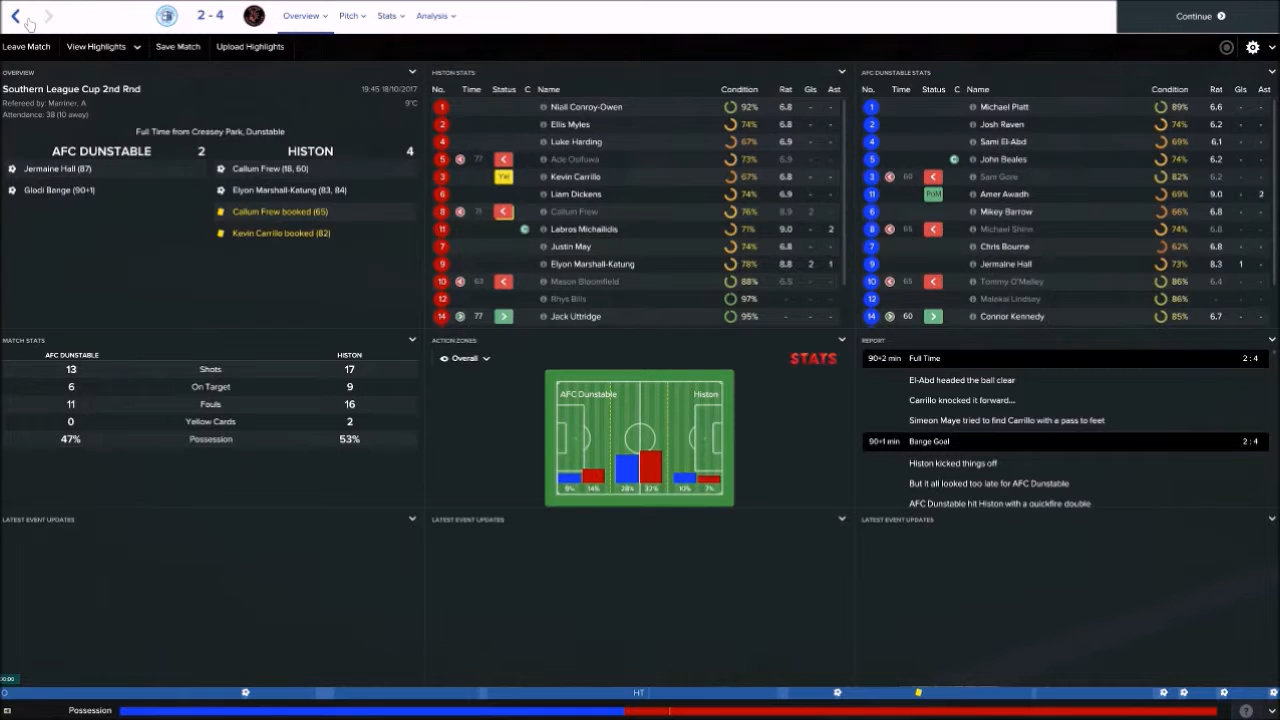 2 - 4 Overview Pitch Stats Analysis Continue
Leave Match View Highlights Save Match Upload Highlights
OVERVIEW
Southern League Cup 2nd Rnd 19:45 18/10/2017
Refereed by: Marriner, A 9°C
Attendance: 38 (10 away)
Full Time from Creasey Park, Dunstable
AFC DUNSTABLE 2 HISTON 4
Jermaine Hall (87) Callum Frew (18, 60)
Glodi Bange (90+1) Elyon Marshall-Katung (83, 84)
Callum Frew booked (65)
Kevin Carrillo booked (82)
HISTON STATS
No. Time Status C Name Condition Rat Gls Ast
1 Niall Conroy-Owen 92% 6.8 - -
2 Ellis Myles 74% 6.8 - -
4 Luke Harding 67% 6.9 - -
5 77 Ade Osifuwa 73% 6.9 - -
3 Yel Kevin Carrillo 67% 6.8 - -
6 Liam Dickens 74% 6.9 - -
8 71 Callum Frew 76% 8.9 2 -
11 C Labros Michailidis 71% 9.0 - 2
7 Justin May 74% 6.8 - -
9 Elyon Marshall-Katung 78% 8.8 2 1
10 63 Meson Bloomfield 88% 6.5 - -
12 Rhys Bills 97% - - -
14 77 Jack Uttridge 95% - - -
AFC DUNSTABLE STATS
No. Time Status C Name Condition Rat Gls Ast
1 Michael Platt 89% 6.6 - -
2 Josh Raven 74% 6.2 - -
4 Sami El-Abd 69% 6.1 - -
5 C John Beales 74% 6.2 - -
3 60 Sam Gore 82% 6.2 - -
11 PoM Amer Awadh 69% 9.0 - 2
6 Mikey Barrow 66% 6.8 - -
8 65 Michael Shinn 74% 6.8 - -
7 Chris Bourne 62% 6.8 - -
9 Jermaine Hall 73% 8.3 1 -
10 65 Tommy O'Malley 86% 6.4 - -
12 Malekai Lindsey 86% - - -
14 60 Connor Kennedy 85% 6.7 - -
MATCH STATS
AFC DUNSTABLE HISTON
13 Shots 17
6 On Target 9
11 Fouls 16
0 Yellow Cards 2
47% Possession 53%
ACTION ZONES
Overall STATS
AFC Dunstable Histon
9% 14% 28% 32% 10% 7%
REPORT
90+2 min Full Time 2 : 4
El-Abd headed the ball clear
Carrillo knocked it forward...
Simeon Maye tried to find Carrillo with a pass to feet
90+1 min Bange Goal 2 : 4
Histon kicked things off
But it all looked too late for AFC Dunstable
AFC Dunstable hit Histon with a quickfire double
LATEST EVENT UPDATES LATEST EVENT UPDATES LATEST EVENT UPDATES
00:00
HT
Possession